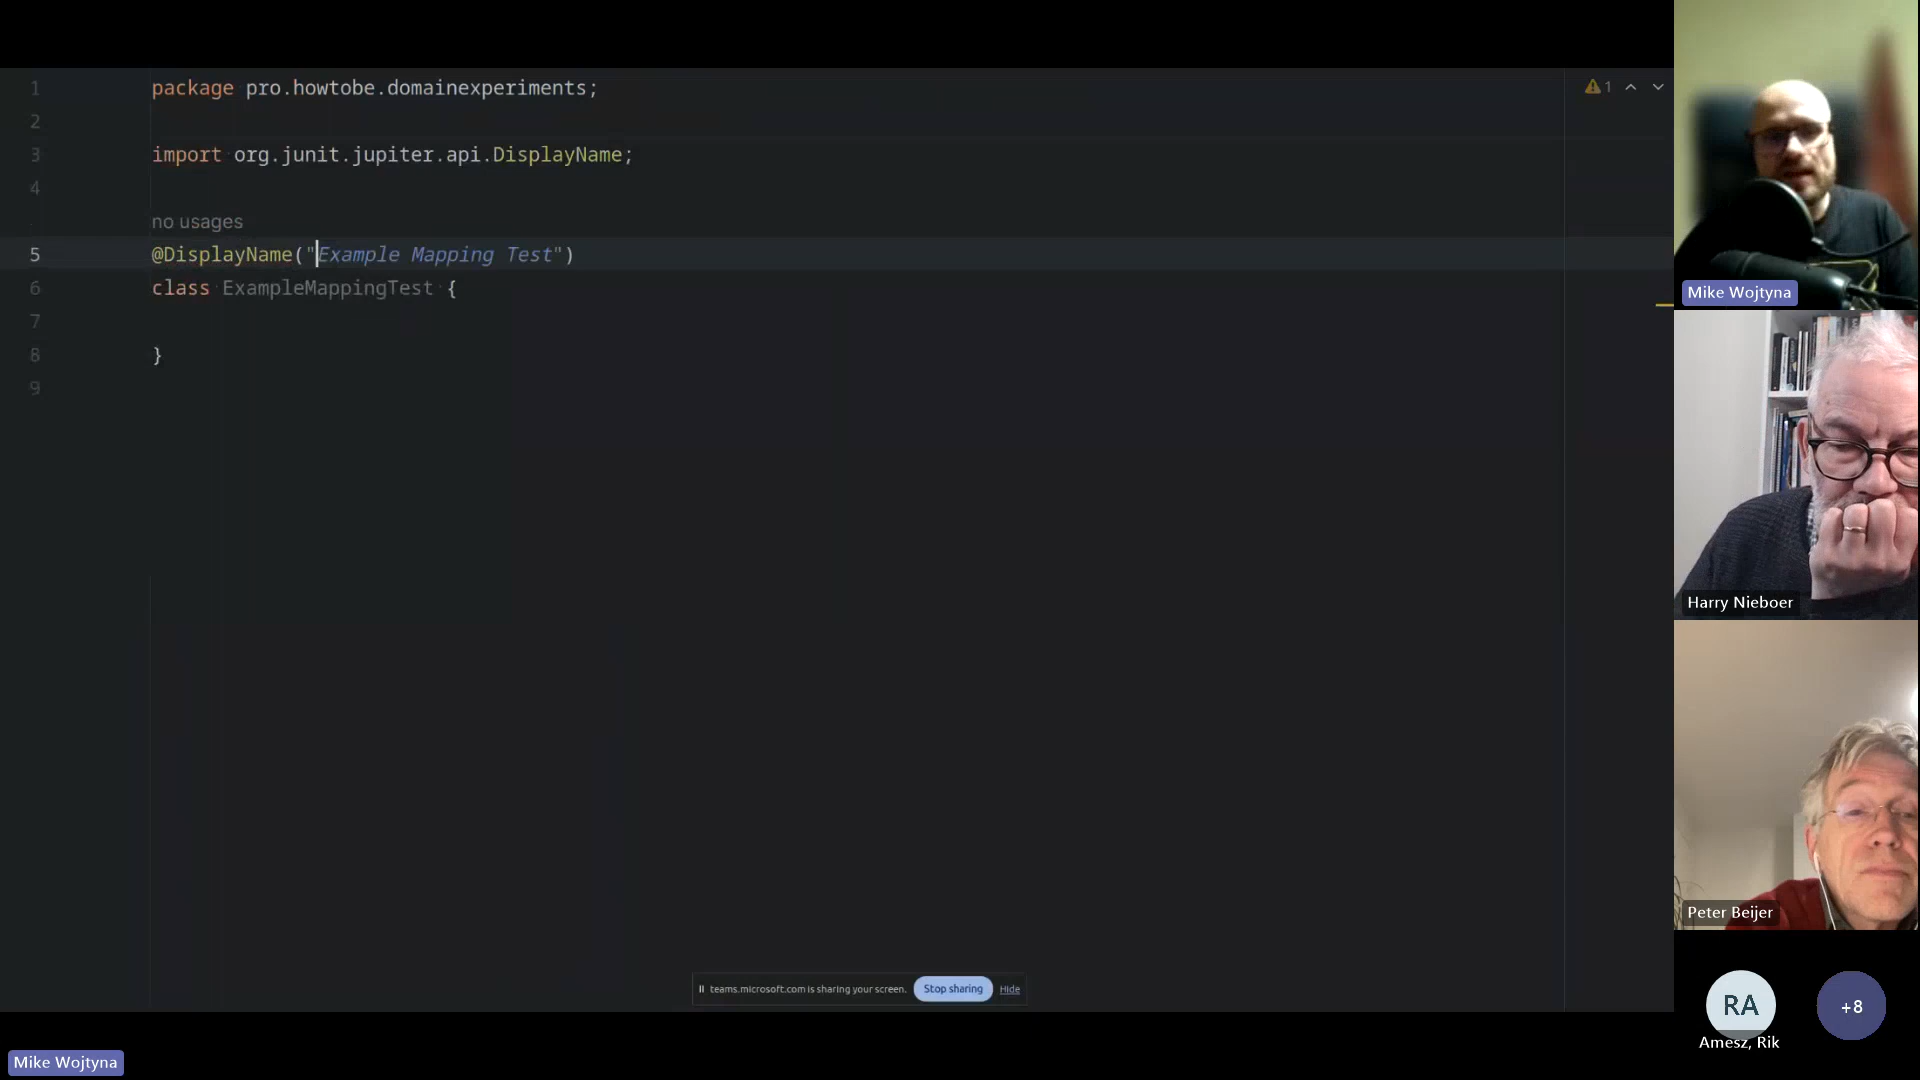 1 package pro.howtobe.domainexperiments;
2
3 import org.junit.jupiter.api.DisplayName;
4
no usages
5 @DisplayName("Example Mapping Test")
6 class ExampleMappingTest {
7
8 }
9
1
Mike Wojtyna
Harry Nieboer
Peter Beijer
RA
+8
Amesz, Rik
teams.microsoft.com is sharing your screen. Stop sharing Hide
Mike Wojtyna